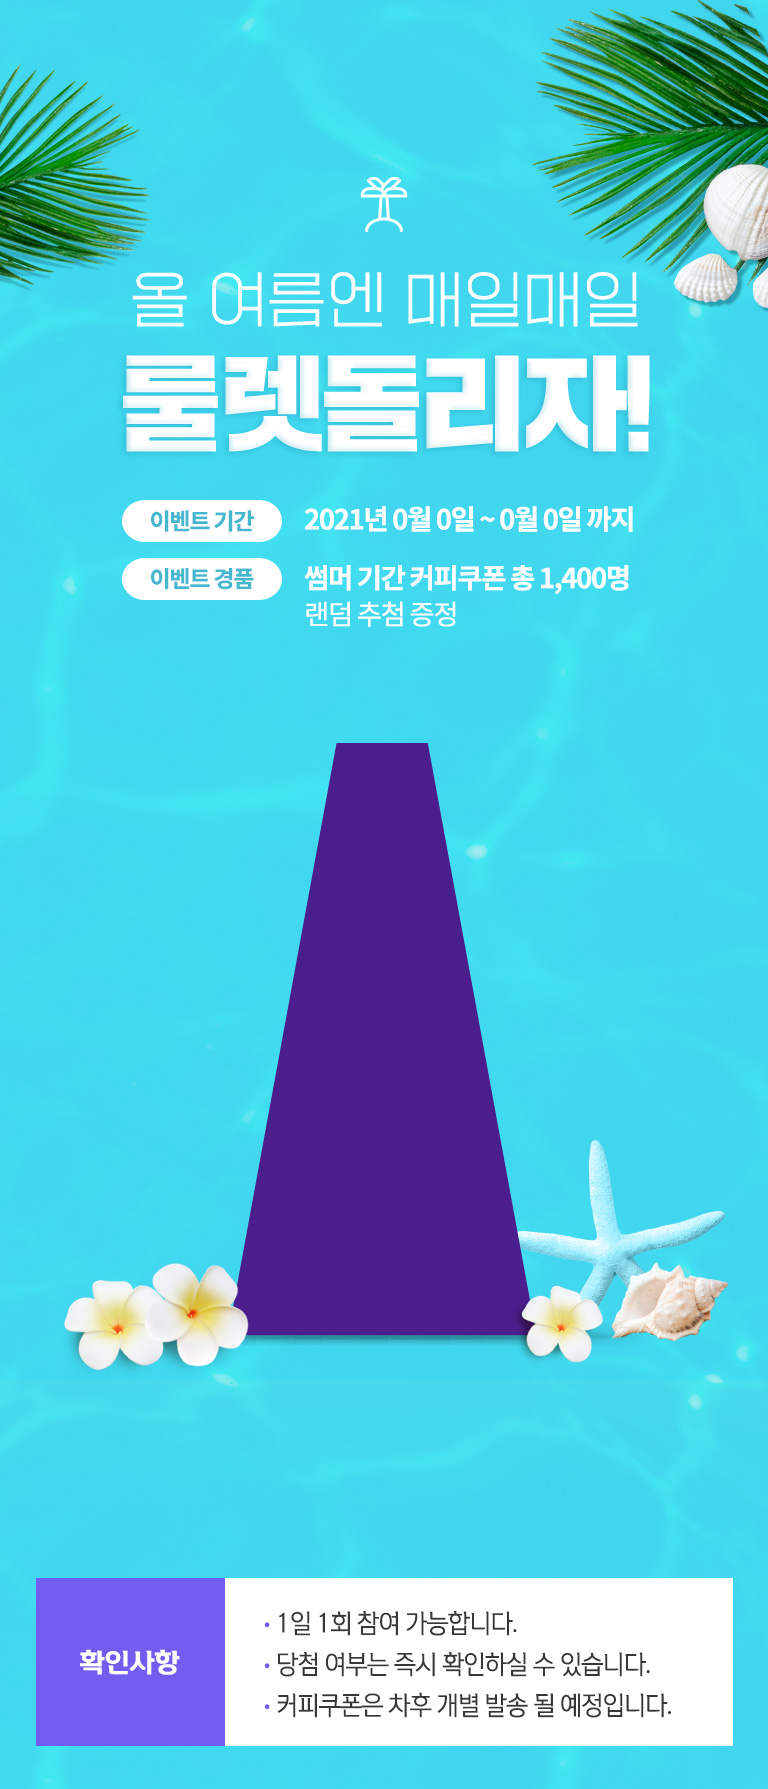 올 여름엔 매일매일
룰렛돌리자!
이벤트 기간 2021년 0월 0일 ~ 0월 0일 까지
이벤트 경품 썸머 기간 커피쿠폰 총 1,400명
랜덤 추첨 증정
확인사항
· 1일 1회 참여 가능합니다.
· 당첨 여부는 즉시 확인하실 수 있습니다.
· 커피쿠폰은 차후 개별 발송 될 예정입니다.